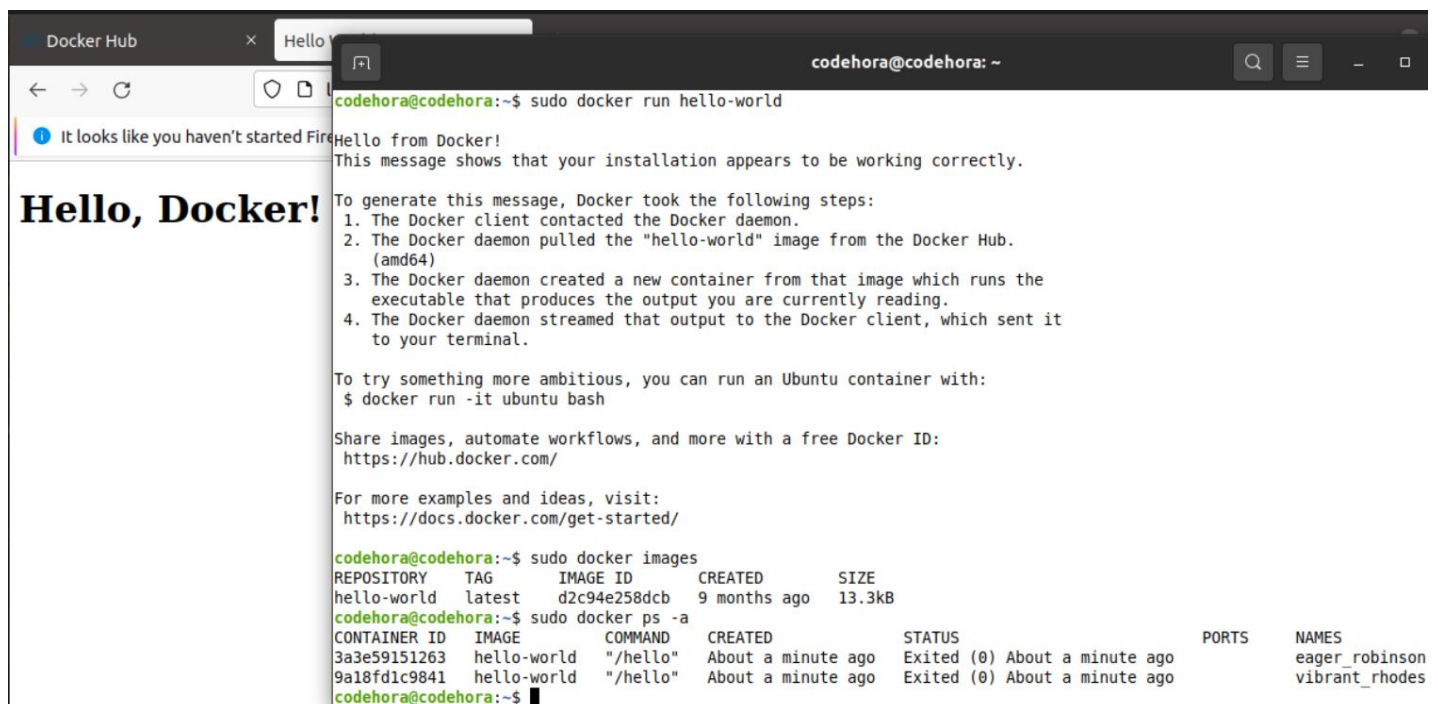 Docker Hub
Hello
codehora@codehora: ~
It looks like you haven't started Fire
Hello, Docker!
codehora@codehora:~$ sudo docker run hello-world
Hello from Docker!
This message shows that your installation appears to be working correctly.
To generate this message, Docker took the following steps:
1. The Docker client contacted the Docker daemon.
2. The Docker daemon pulled the "hello-world" image from the Docker Hub.
(amd64)
3. The Docker daemon created a new container from that image which runs the
executable that produces the output you are currently reading.
4. The Docker daemon streamed that output to the Docker client, which sent it
to your terminal.
To try something more ambitious, you can run an Ubuntu container with:
$ docker run -it ubuntu bash
Share images, automate workflows, and more with a free Docker ID:
https://hub.docker.com/
For more examples and ideas, visit:
https://docs.docker.com/get-started/
codehora@codehora:~$ sudo docker images
REPOSITORY TAG IMAGE ID CREATED SIZE
hello-world latest d2c94e258dcb 9 months ago 13.3kB
codehora@codehora:~$ sudo docker ps -a
CONTAINER ID IMAGE COMMAND CREATED STATUS PORTS NAMES
3a3e59151263 hello-world "/hello" About a minute ago Exited (0) About a minute ago eager_robinson
9a18fd1c9841 hello-world "/hello" About a minute ago Exited (0) About a minute ago vibrant_rhodes
codehora@codehora:~$